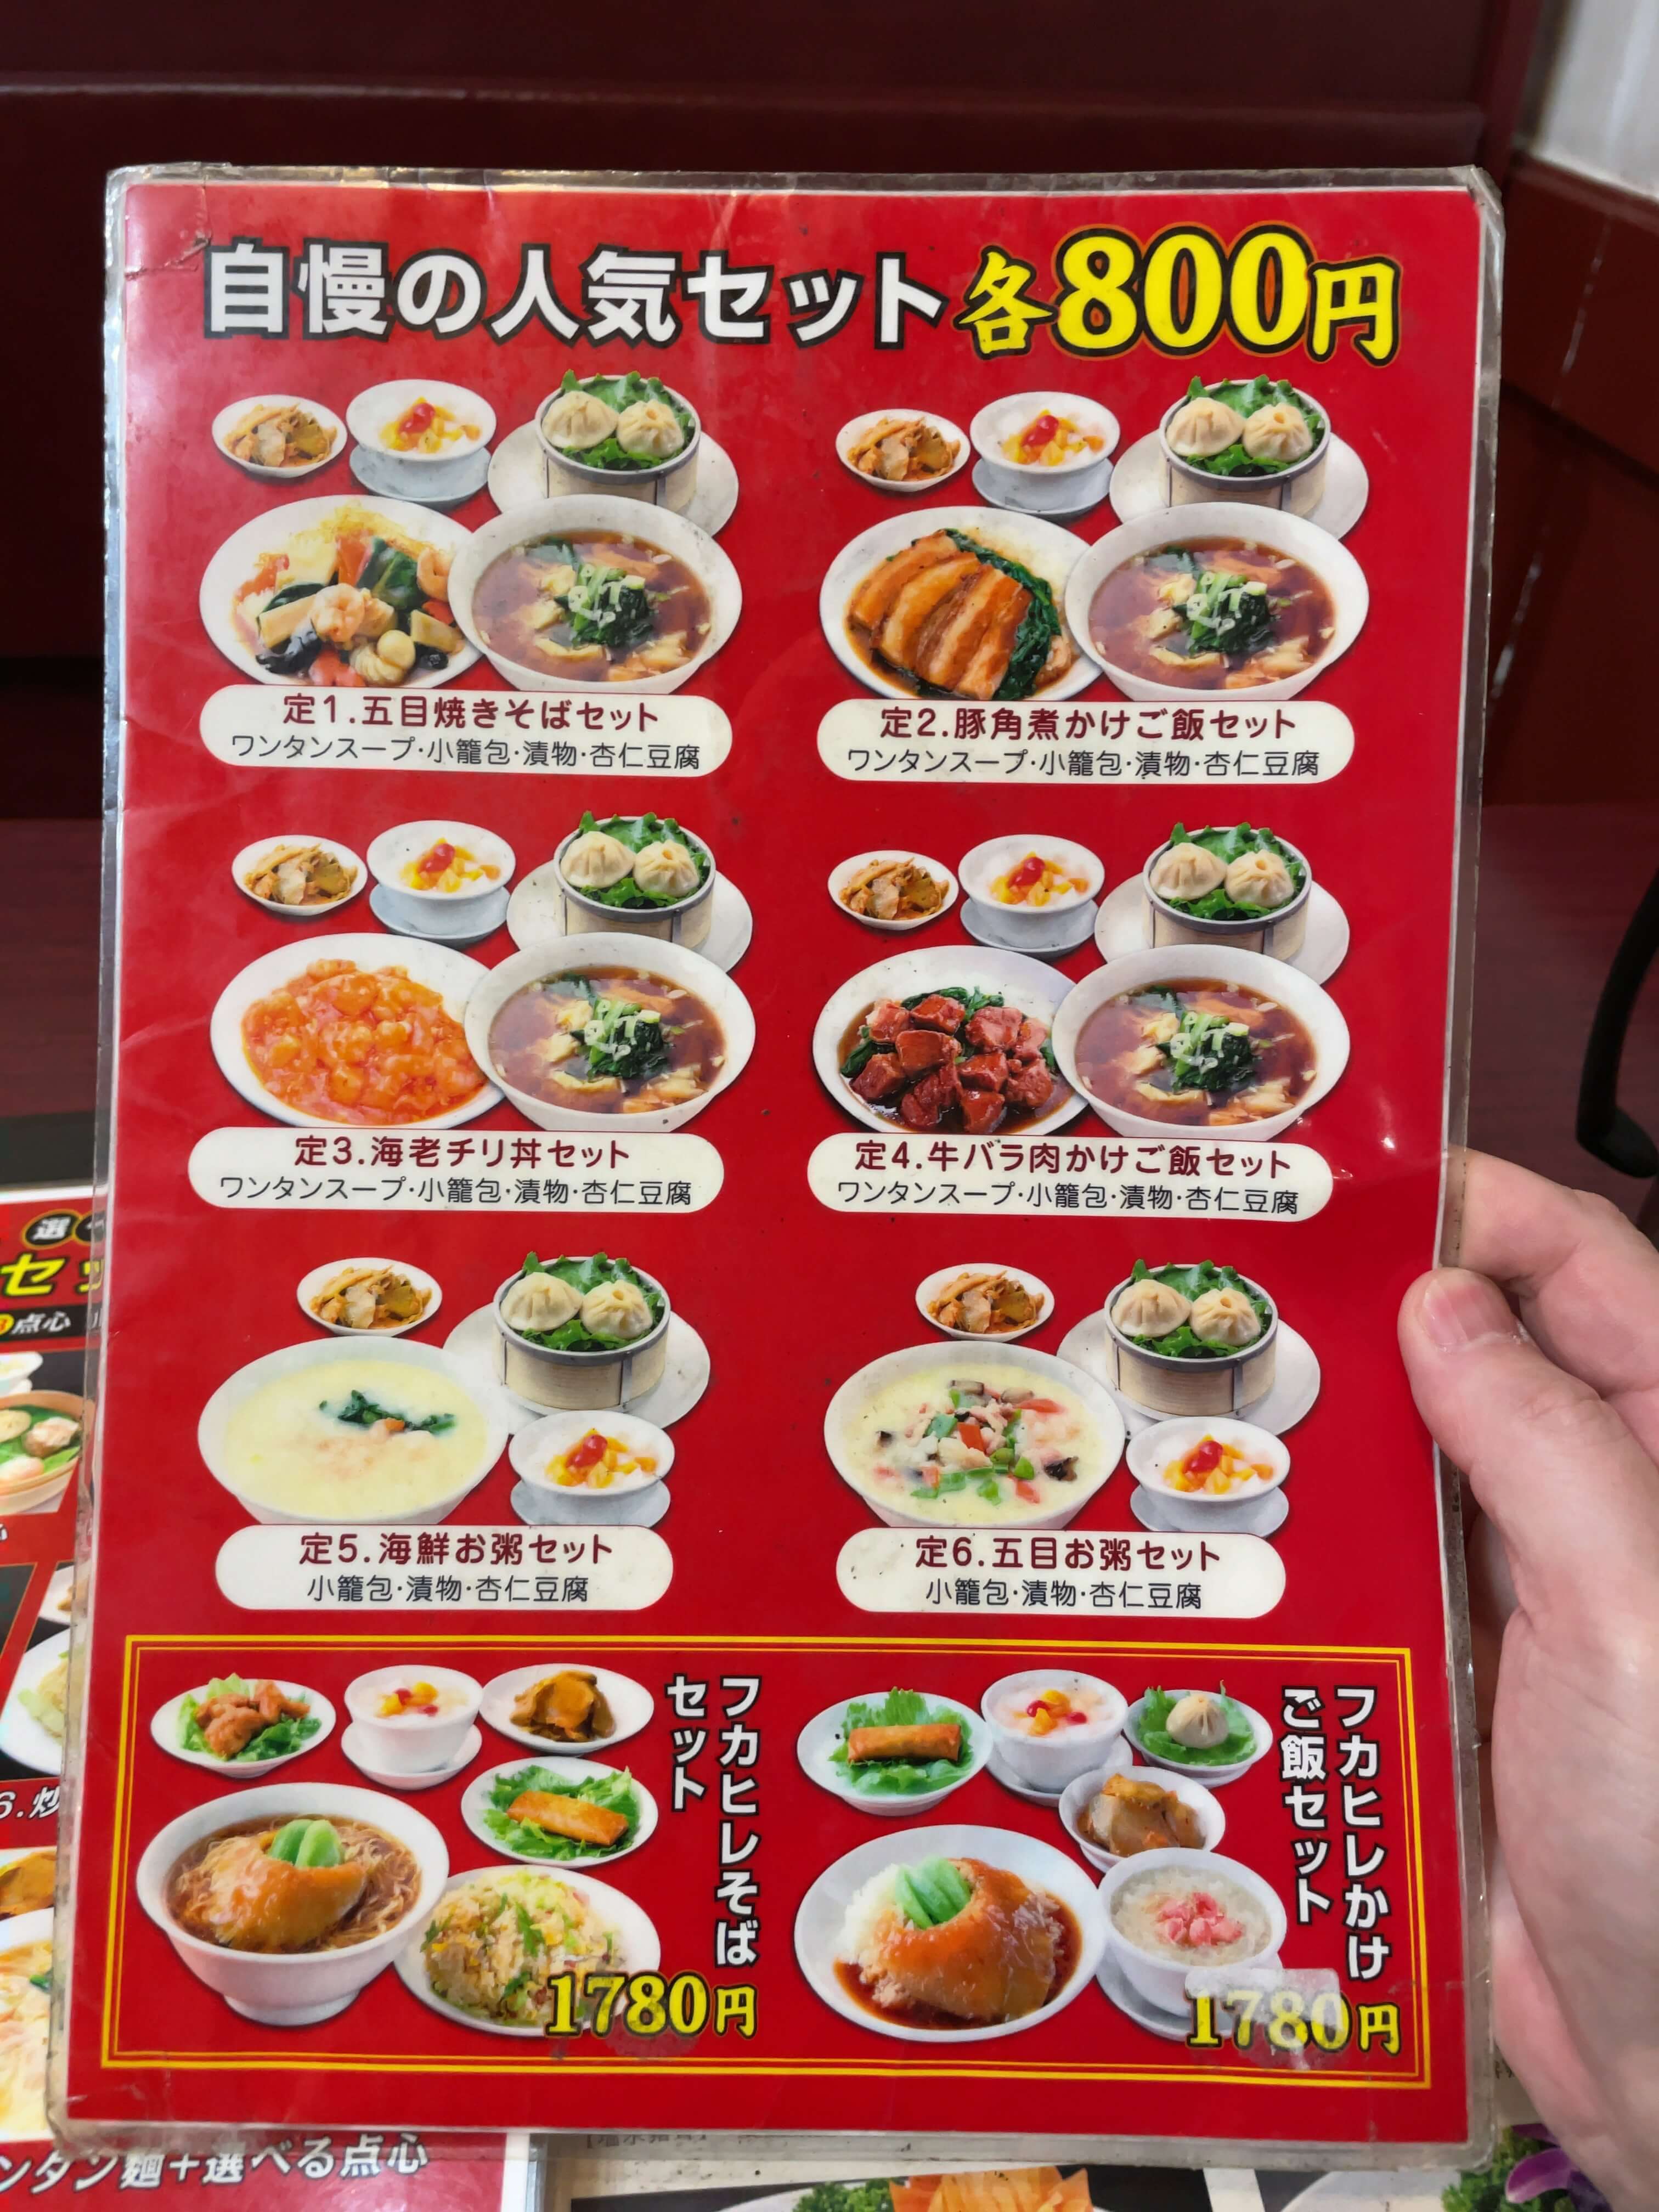 自慢の人気セット各800円
定1.五目焼きそばセット
ワンタンスープ・小籠包・漬物・杏仁豆腐
定2.豚角煮かけご飯セット
ワンタンスープ・小籠包・漬物・杏仁豆腐
定3.海老チリ丼セット
ワンタンスープ・小籠包・漬物・杏仁豆腐
定4.牛バラ肉かけご飯セット
ワンタンスープ・小籠包・漬物・杏仁豆腐
定5.海鮮お粥セット
小籠包・漬物・杏仁豆腐
定6.五目お粥セット
小籠包・漬物・杏仁豆腐
フカヒレそば
セット
1780円
フカヒレかけ
ご飯セット
1780円
選
セッ
点心
6.炒
ンタン麺+選べる点心